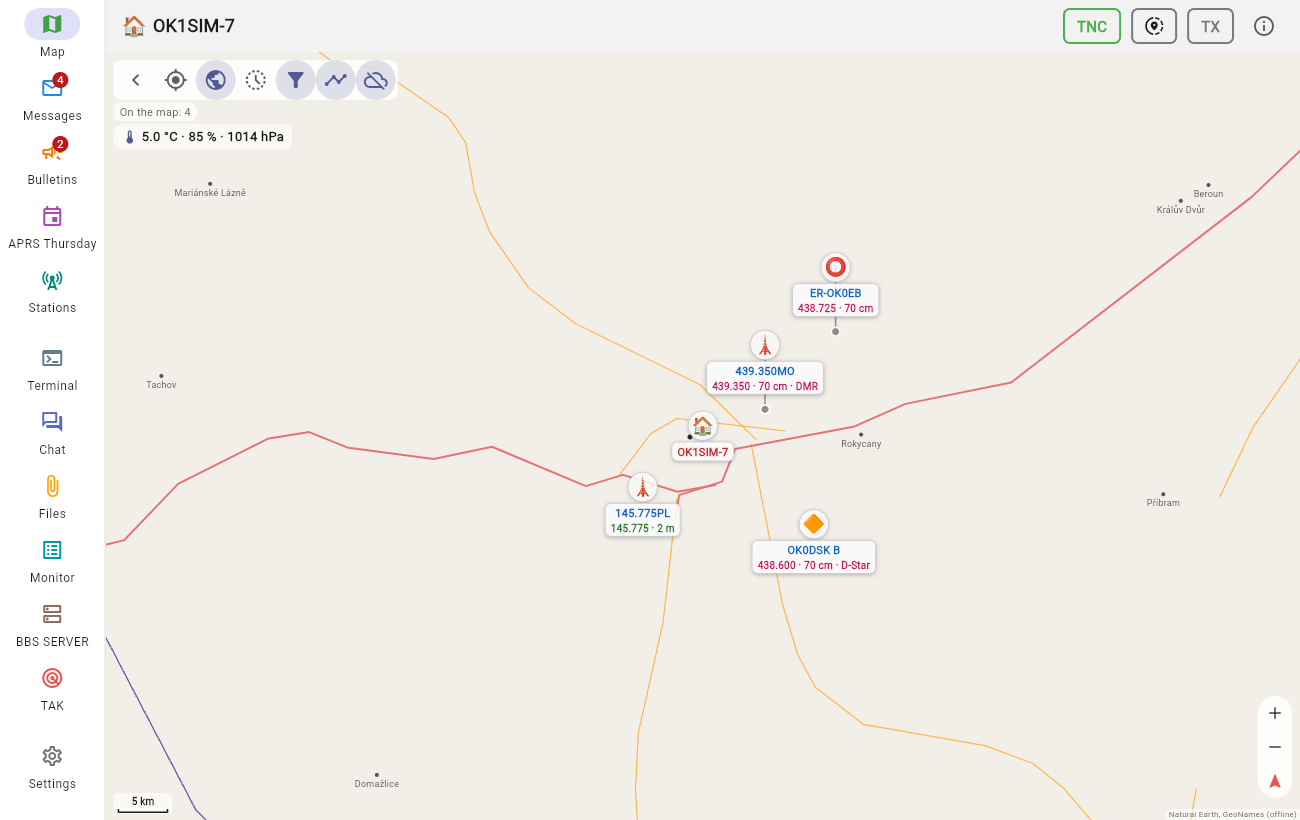 OK1SIM-7
TNC
TX
Map
4
Messages
2
Bulletins
APRS Thursday
Stations
Terminal
Chat
Files
Monitor
BBS SERVER
TAK
Settings
On the map: 4
5.0 °C · 85 % · 1014 hPa
Mariánské Lázně
Beroun
Králův Dvůr
ER-OK0EB
438.725 · 70 cm
439.350MO
439.350 · 70 cm · DMR
Tachov
OK1SIM-7
Rokycany
145.775PL
145.775 · 2 m
Příbram
OK0DSK B
438.600 · 70 cm · D-Star
Domažlice
5 km
Natural Earth, GeoNames (offline)